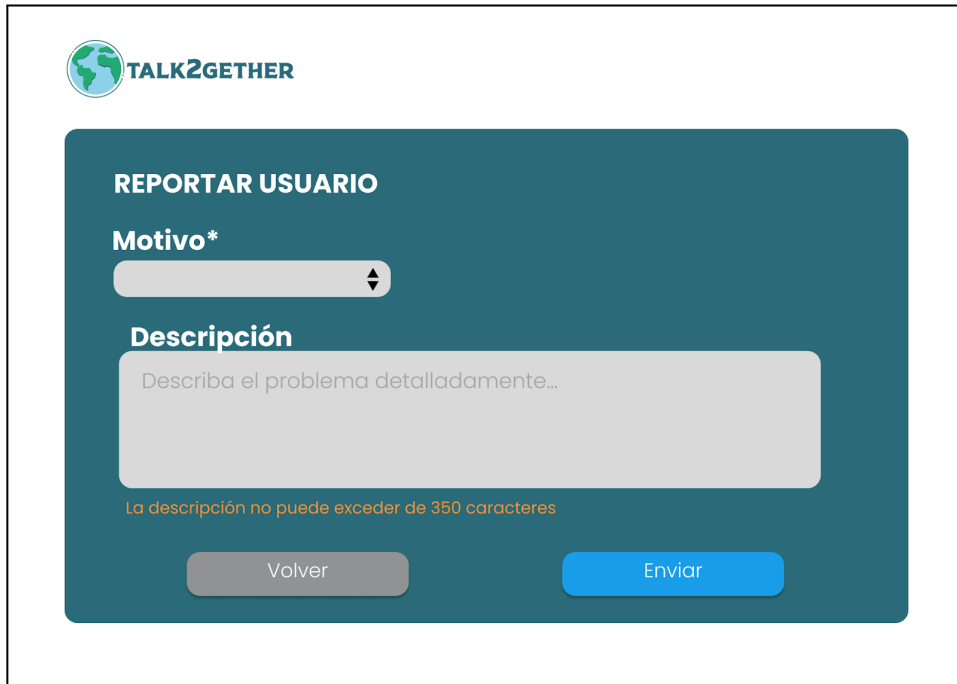 TALK2GETHER
REPORTAR USUARIO
Motivo*
Descripción
Describa el problema detalladamente...
La descripción no puede exceder de 350 caracteres
Volver
Enviar